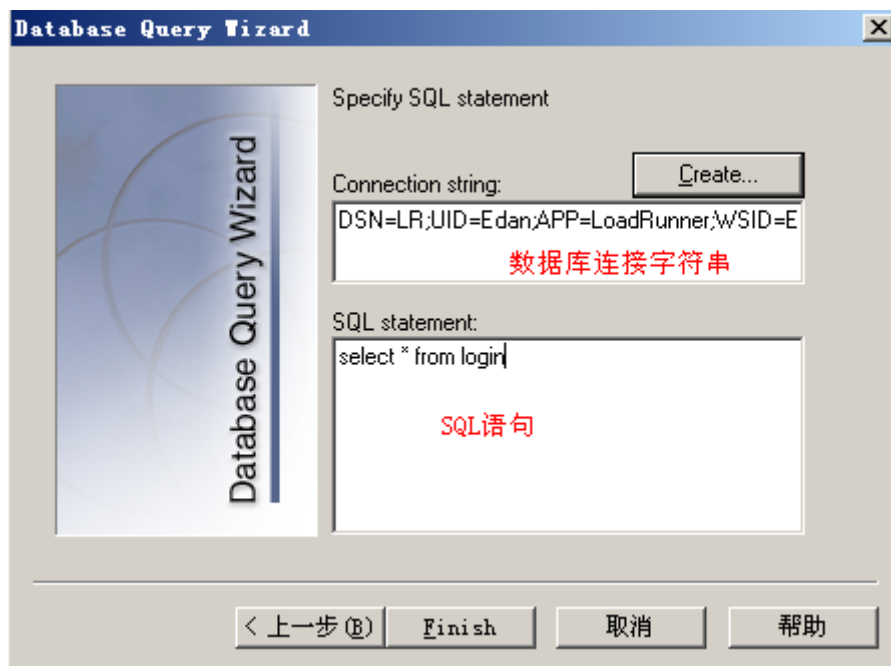 Database Query Wizard
Database Query Wizard
Specify SQL statement
Create...
Connection string:
DSN=LR;UID=Edan;APP=LoadRunner;WSID=E
数据库连接字符串
SQL statement:
select * from login
SQL语句
< 上一步(B)
Finish
取消
帮助